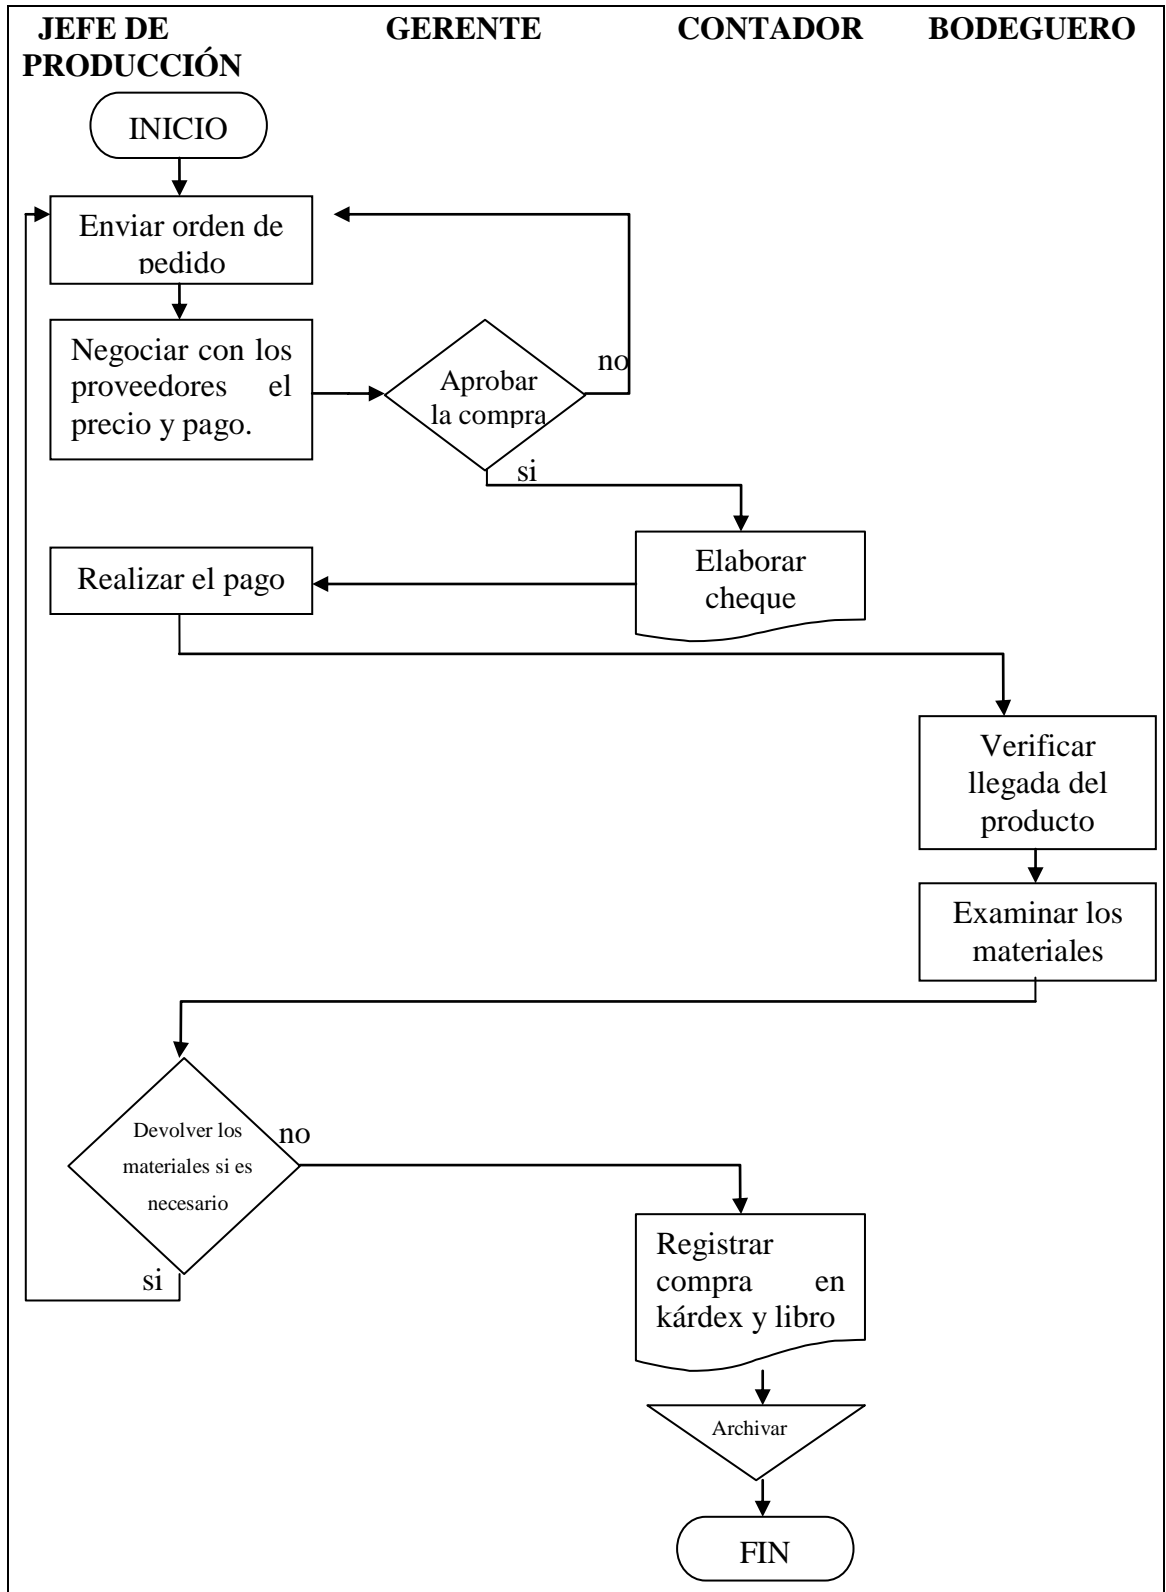 JEFE DE
PRODUCCIÓN
GERENTE
CONTADOR
BODEGUERO
INICIO
Enviar orden de
pedido
Negociar con los
proveedores el
precio y pago.
Aprobar
la compra
no
si
Elaborar
cheque
Realizar el pago
Verificar
llegada del
producto
Examinar los
materiales
Devolver los
materiales si es
necesario
no
si
Registrar
compra en
kárdex y libro
Archivar
FIN